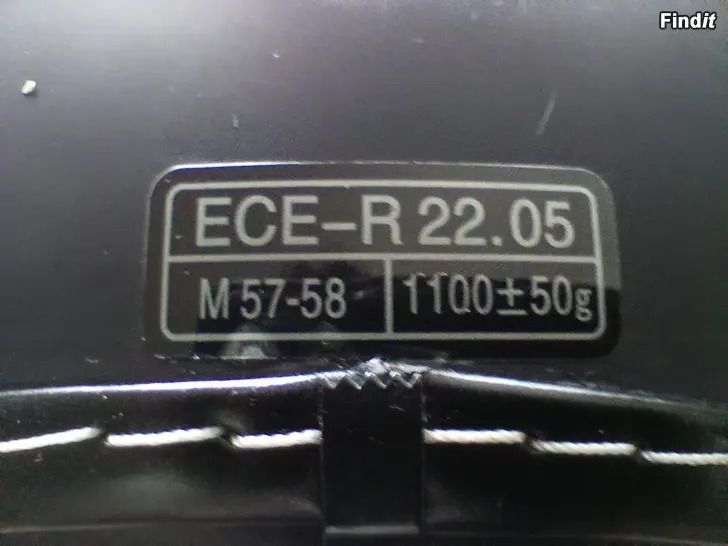 Findit
ECE-R 22.05
M 57-58
1100±50g